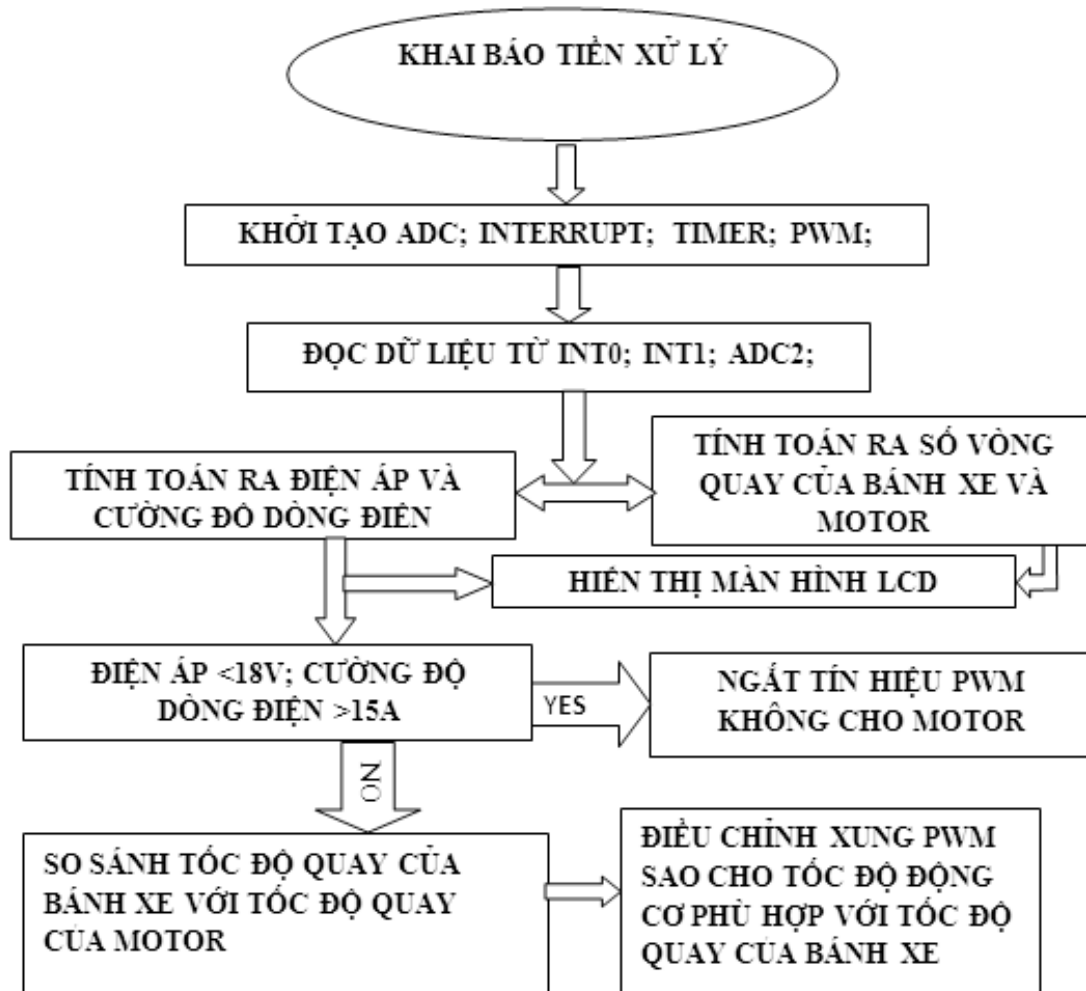 KHAI BÁO TIỀN XỬ LÝ
KHỞI TẠO ADC; INTERRUPT; TIMER; PWM;
ĐỌC DỮ LIỆU TỪ INT0; INT1; ADC2;
TÍNH TOÁN RA ĐIỆN ÁP VÀ
CƯỜNG ĐỘ DÒNG ĐIỆN
TÍNH TOÁN RA SỐ VÒNG
QUAY CỦA BÁNH XE VÀ
MOTOR
HIỂN THỊ MÀN HÌNH LCD
ĐIỆN ÁP <18V; CƯỜNG ĐỘ
DÒNG ĐIỆN >15A
YES
NGẮT TÍN HIỆU PWM
KHÔNG CHO MOTOR
NO
SO SÁNH TỐC ĐỘ QUAY CỦA
BÁNH XE VỚI TỐC ĐỘ QUAY
CỦA MOTOR
ĐIỀU CHỈNH XUNG PWM
SAO CHO TỐC ĐỘ ĐỘNG
CƠ PHÙ HỢP VỚI TỐC ĐỘ
QUAY CỦA BÁNH XE